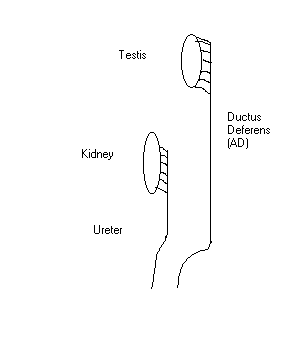 Testis
Ductus
Deferens
(AD)
Kidney
Ureter